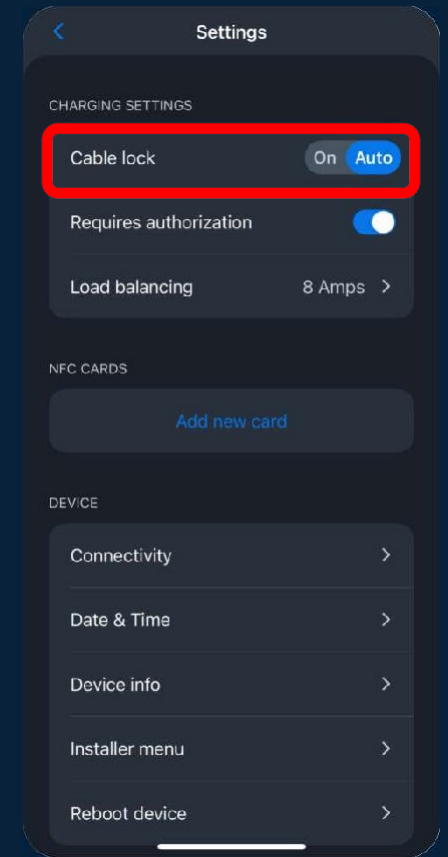 Settings
CHARGING SETTINGS
Cable lock On Auto
Requires authorization
Load balancing 8 Amps
NFC CARDS
Add new card
DEVICE
Connectivity
Date & Time
Device info
Installer menu
Reboot device